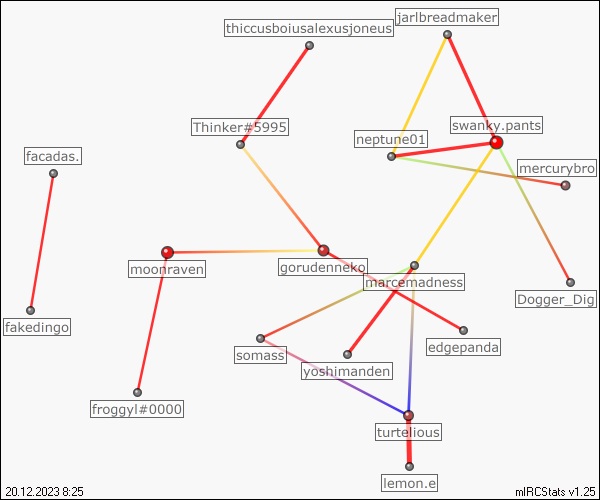 jarlbreadmaker
thiccusboiusalexusjoneus
Thinker#5995
swanky.pants
neptune01
facadas.
mercurybro
moonraven
gorudenneko
marcemadness
Dogger_Dig
fakedingo
edgepanda
somass
yoshimanden
froggyl#0000
turtelious
lemon.e
20.12.2023 8:25
mIRCStats v1.25